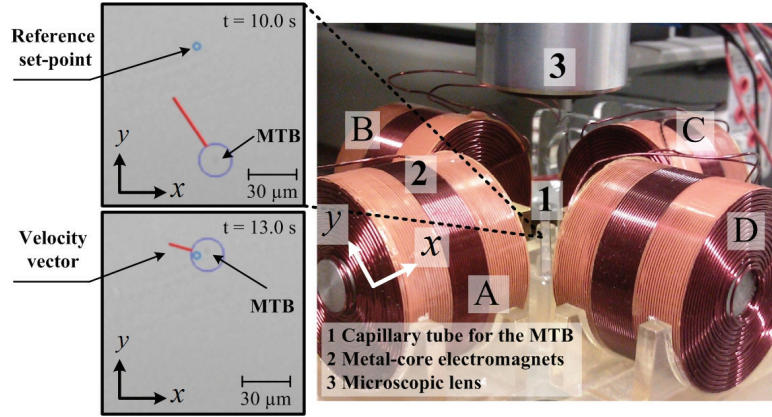 Reference
set-point
t = 10.0 s
MTB
y
x
30 µm
Velocity
vector
t = 13.0 s
MTB
y
x
30 µm
3
B
C
2
1
D
y
x
A
1 Capillary tube for the MTB
2 Metal-core electromagnets
3 Microscopic lens